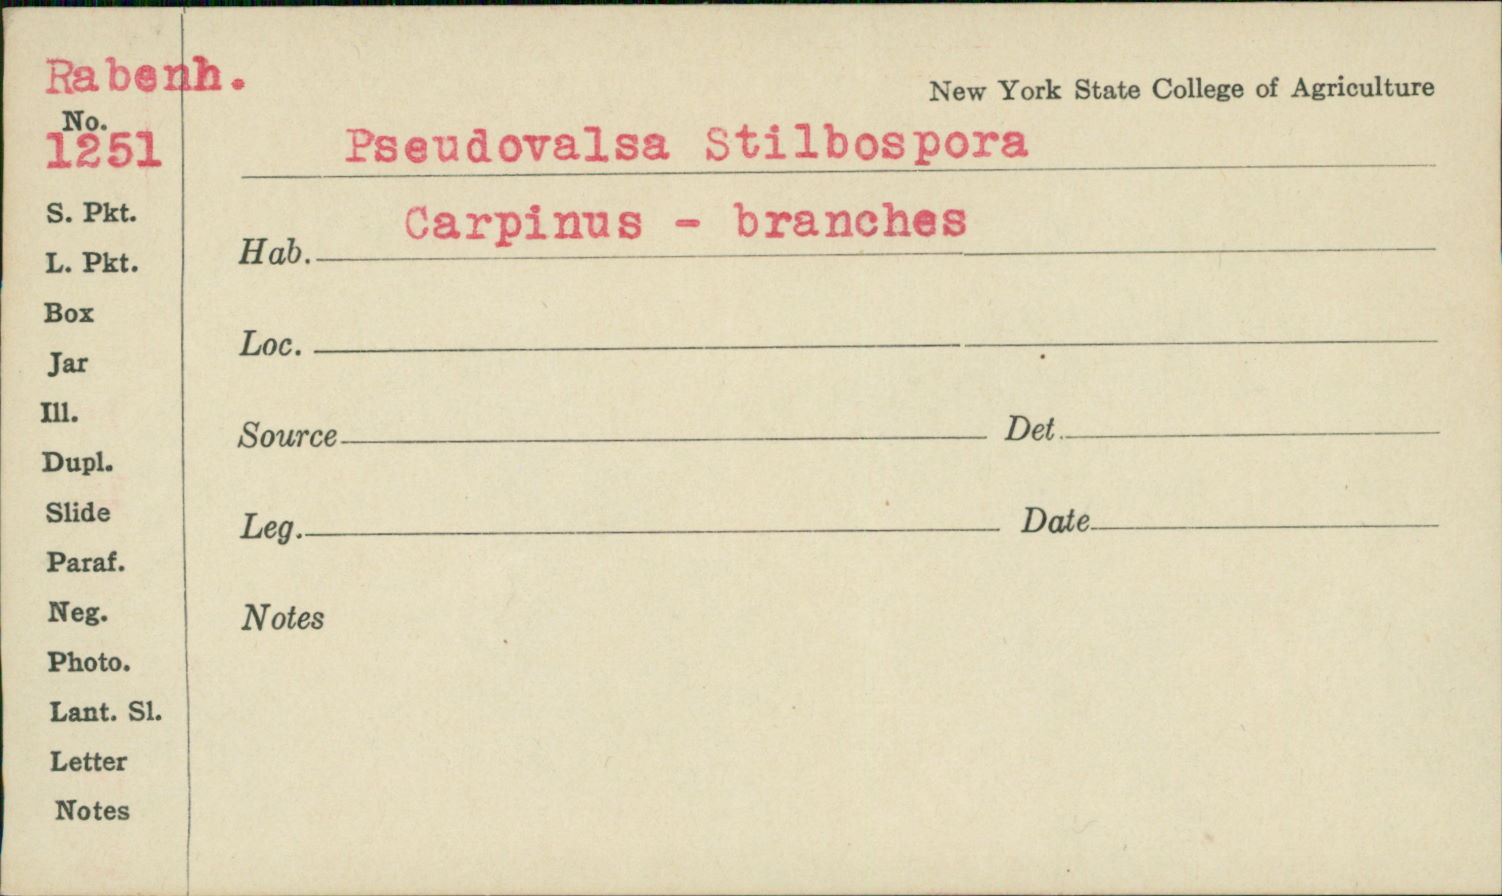 Rabenh.
New York State College of Agriculture
No.
1251
Pseudovalsa Stilbospora
S. Pkt.
Carpinus - branches
Hab.
L. Pkt.
Box
Loc.
Jar
Ill.
Source Det.
Dupl.
Slide
Leg. Date
Paraf.
Neg.
Notes
Photo.
Lant. Sl.
Letter
Notes